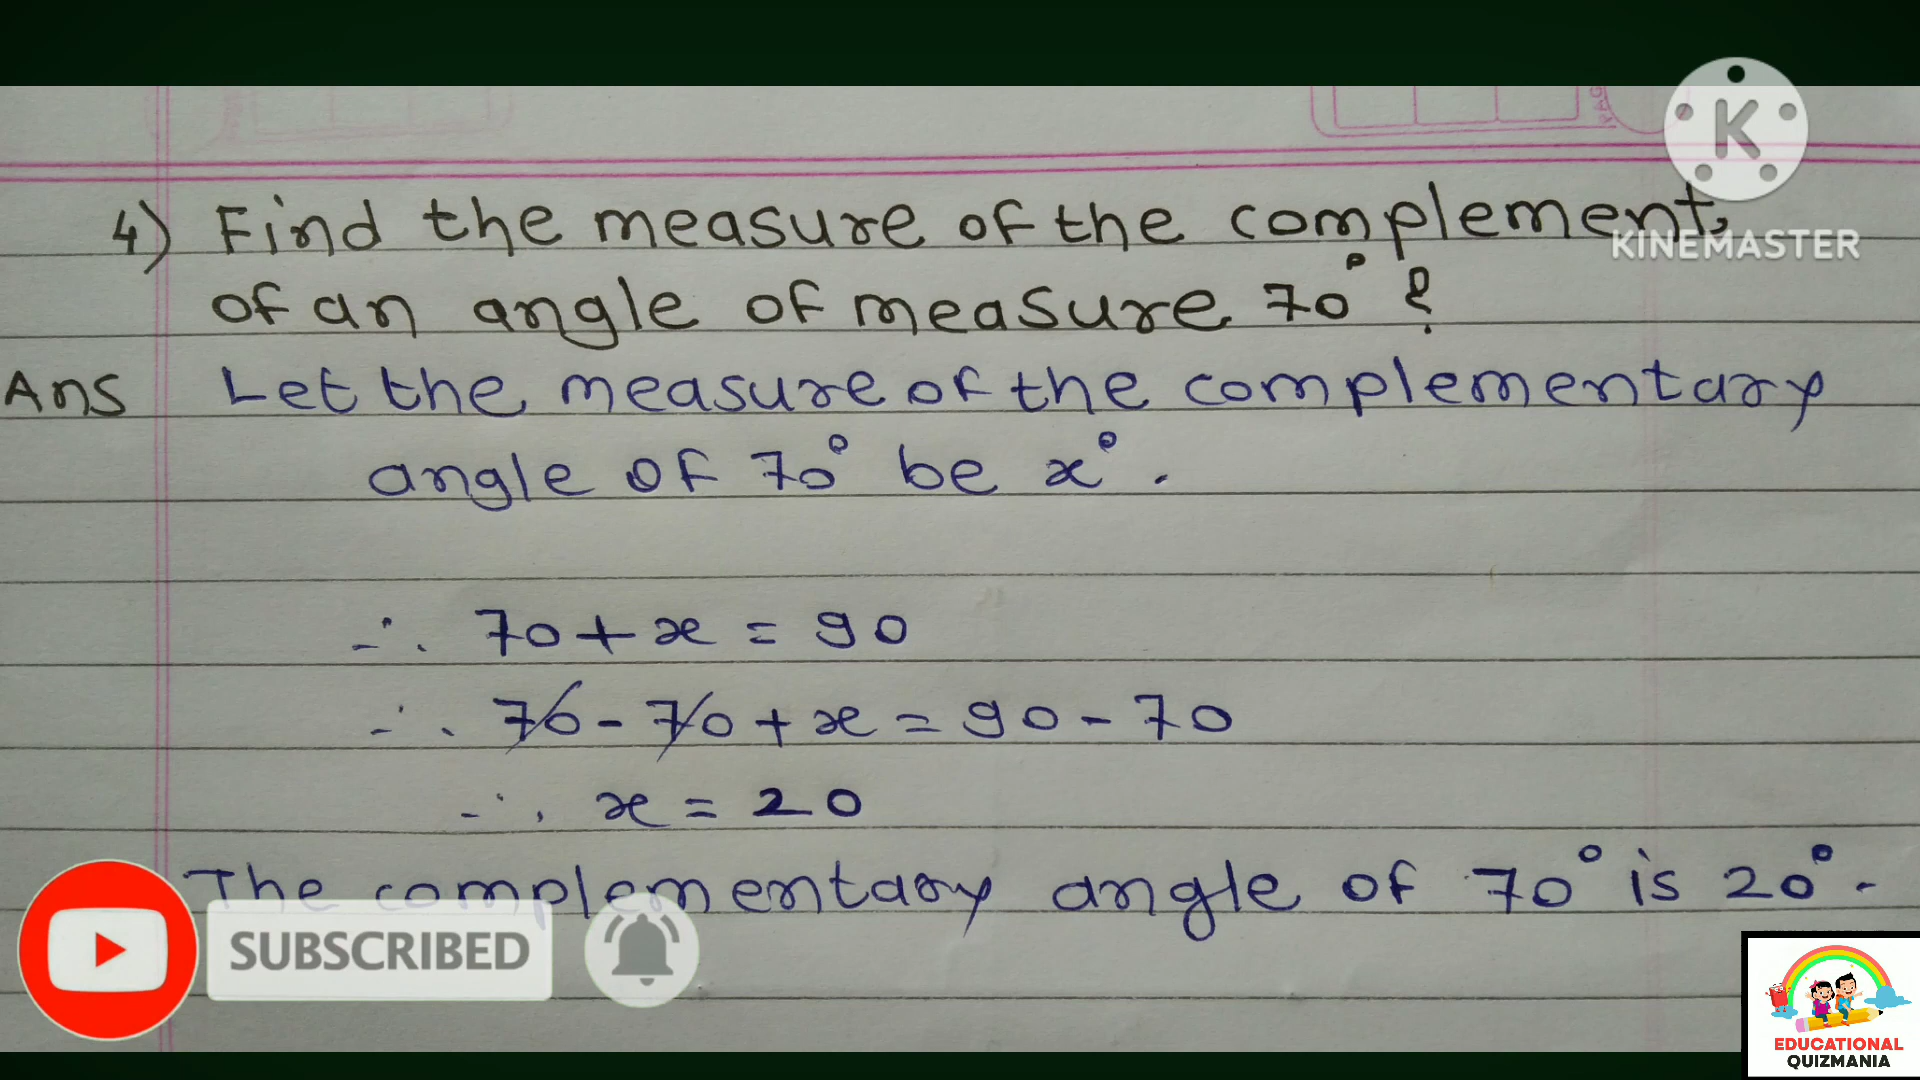 4) Find the measure of the complement,
of an angle of measure 70° ?
Ans Let the measure of the complementary
angle of 70° be x°.
∴ 70 + x = 90
∴ 70 - 70 + x = 90 - 70
∴ x = 20
The complementary angle of 70° is 20°.
K
KINEMASTER
SUBSCRIBED
EDUCATIONAL
QUIZMANIA